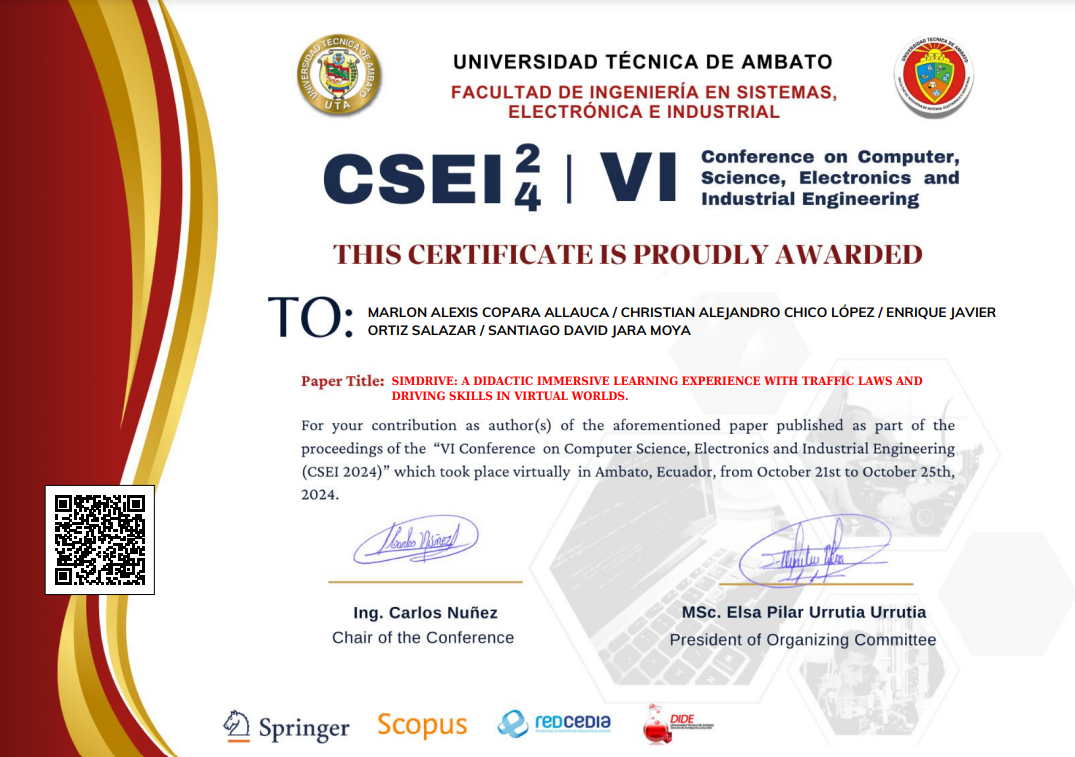 UNIVERSIDAD TÉCNICA DE AMBATO
UTA
UNIVERSIDAD TÉCNICA DE AMBATO
FACULTAD DE INGENIERÍA EN SISTEMAS,
ELECTRÓNICA E INDUSTRIAL
UNIVERSIDAD TÉCNICA DE AMBATO
CSEI 24 | VI
Conference on Computer,
Science, Electronics and
Industrial Engineering
THIS CERTIFICATE IS PROUDLY AWARDED
TO: MARLON ALEXIS COPARA ALLAUCA / CHRISTIAN ALEJANDRO CHICO LÓPEZ / ENRIQUE JAVIER
ORTIZ SALAZAR / SANTIAGO DAVID JARA MOYA
Paper Title: SIMDRIVE: A DIDACTIC IMMERSIVE LEARNING EXPERIENCE WITH TRAFFIC LAWS AND
DRIVING SKILLS IN VIRTUAL WORLDS.
For your contribution as author(s) of the aforementioned paper published as part of the
proceedings of the “VI Conference on Computer Science, Electronics and Industrial Engineering
(CSEI 2024)” which took place virtually in Ambato, Ecuador, from October 21st to October 25th,
2024.
Ing. Carlos Nuñez
Chair of the Conference
MSc. Elsa Pilar Urrutia Urrutia
President of Organizing Committee
Springer
Scopus
redCEDIA
DIDE